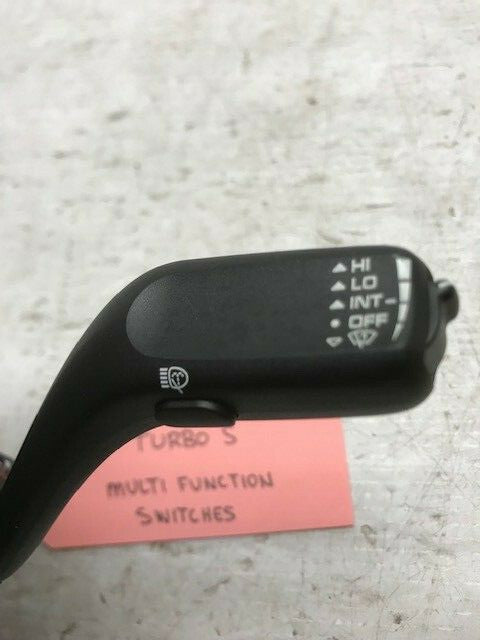 ▲ HI
▲ LO
▲ INT
• OFF
TURBO S
MULTI FUNCTION
SWITCHES